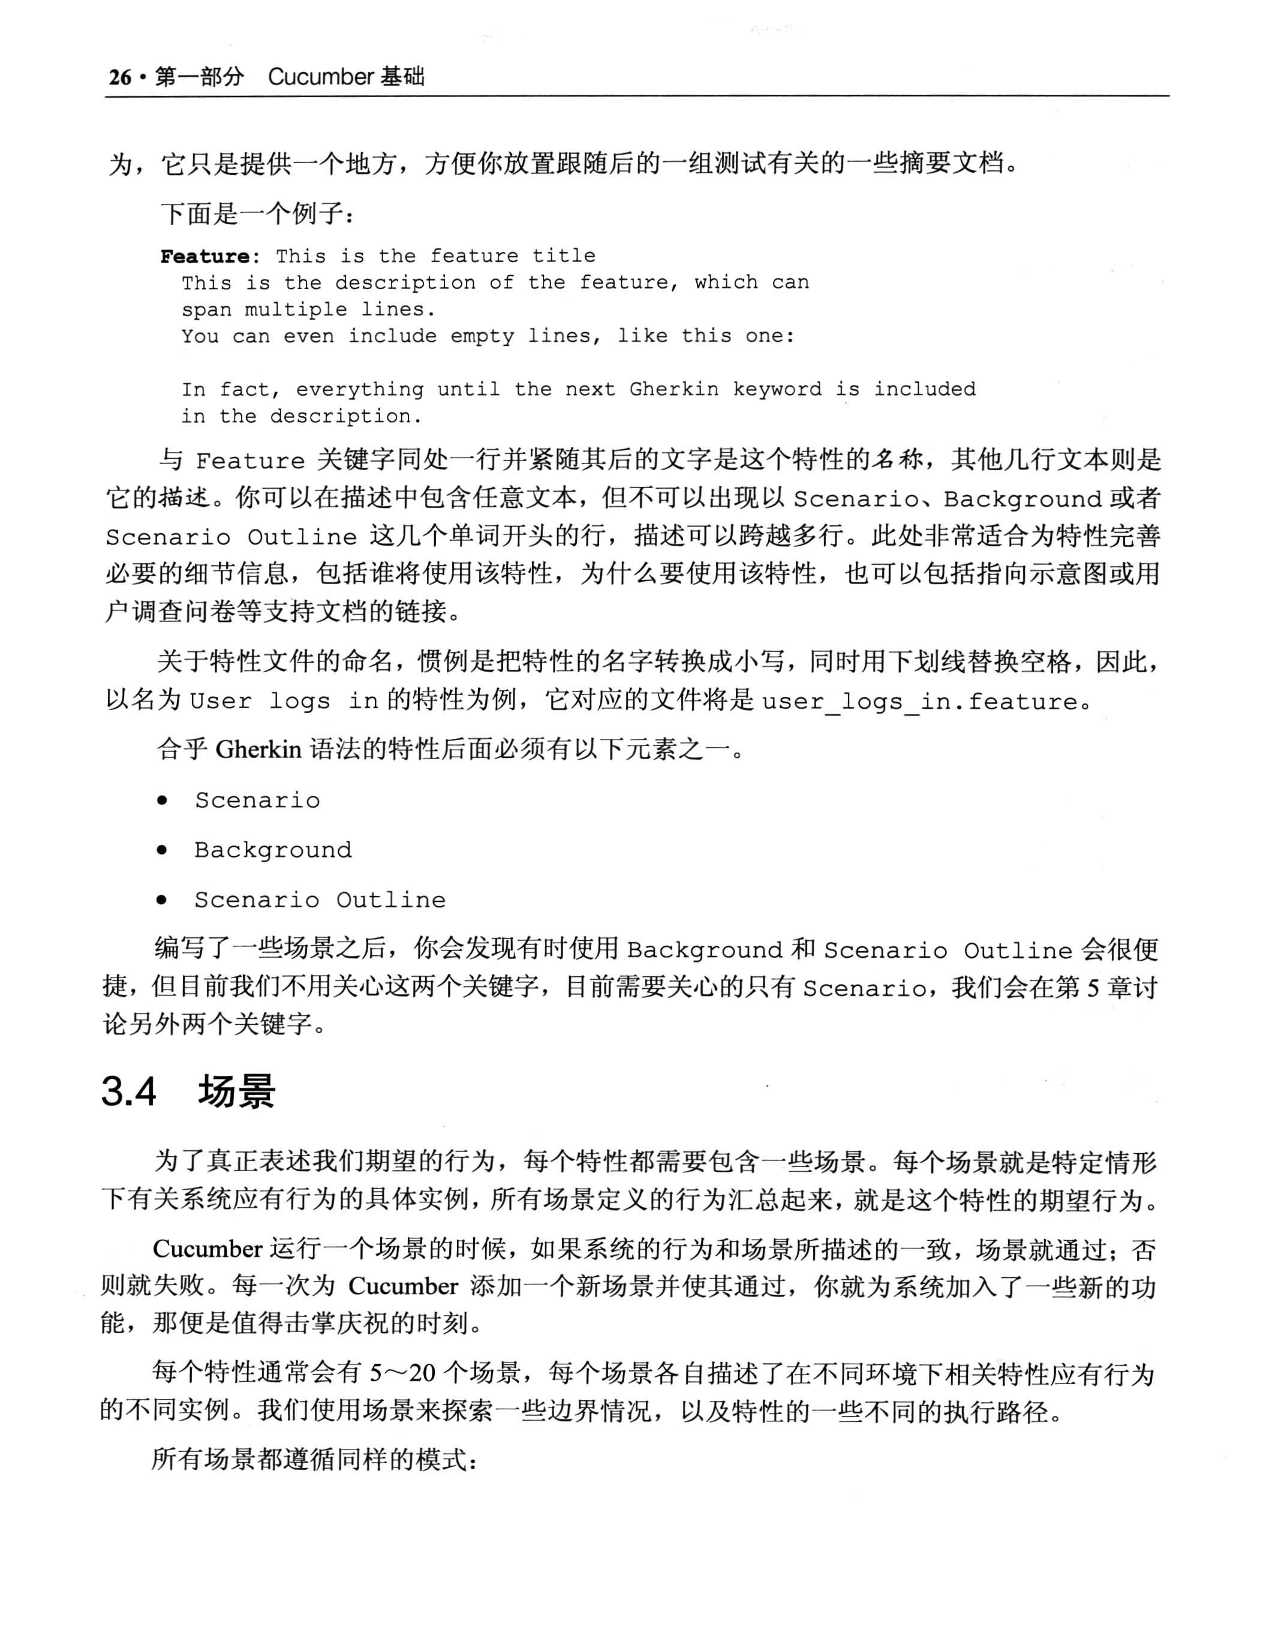 26·第一部分 Cucumber 基础
为，它只是提供一个地方，方便你放置跟随后的一组测试有关的一些摘要文档。
下面是一个例子：
Feature: This is the feature title
This is the description of the feature, which can
span multiple lines.
You can even include empty lines, like this one:
In fact, everything until the next Gherkin keyword is included
in the description.
与 Feature 关键字同处一行并紧随其后的文字是这个特性的名称，其他几行文本则是
它的描述。你可以在描述中包含任意文本，但不可以出现以 Scenario、Background 或者
Scenario Outline 这几个单词开头的行，描述可以跨越多行。此处非常适合为特性完善
必要的细节信息，包括谁将使用该特性，为什么要使用该特性，也可以包括指向示意图或用
户调查问卷等支持文档的链接。
关于特性文件的命名，惯例是把特性的名字转换成小写，同时用下划线替换空格，因此，
以名为 User logs in 的特性为例，它对应的文件将是 user_logs_in.feature。
合乎 Gherkin 语法的特性后面必须有以下元素之一。
● Scenario
● Background
● Scenario Outline
编写了一些场景之后，你会发现有时使用 Background 和 Scenario Outline 会很便
捷，但目前我们不用关心这两个关键字，目前需要关心的只有 Scenario，我们会在第 5 章讨
论另外两个关键字。
3.4 场景
为了真正表述我们期望的行为，每个特性都需要包含一些场景。每个场景就是特定情形
下有关系统应有行为的具体实例，所有场景定义的行为汇总起来，就是这个特性的期望行为。
Cucumber 运行一个场景的时候，如果系统的行为和场景所描述的一致，场景就通过；否
则就失败。每一次为 Cucumber 添加一个新场景并使其通过，你就为系统加入了一些新的功
能，那便是值得击掌庆祝的时刻。
每个特性通常会有 5～20 个场景，每个场景各自描述了在不同环境下相关特性应有行为
的不同实例。我们使用场景来探索一些边界情况，以及特性的一些不同的执行路径。
所有场景都遵循同样的模式：